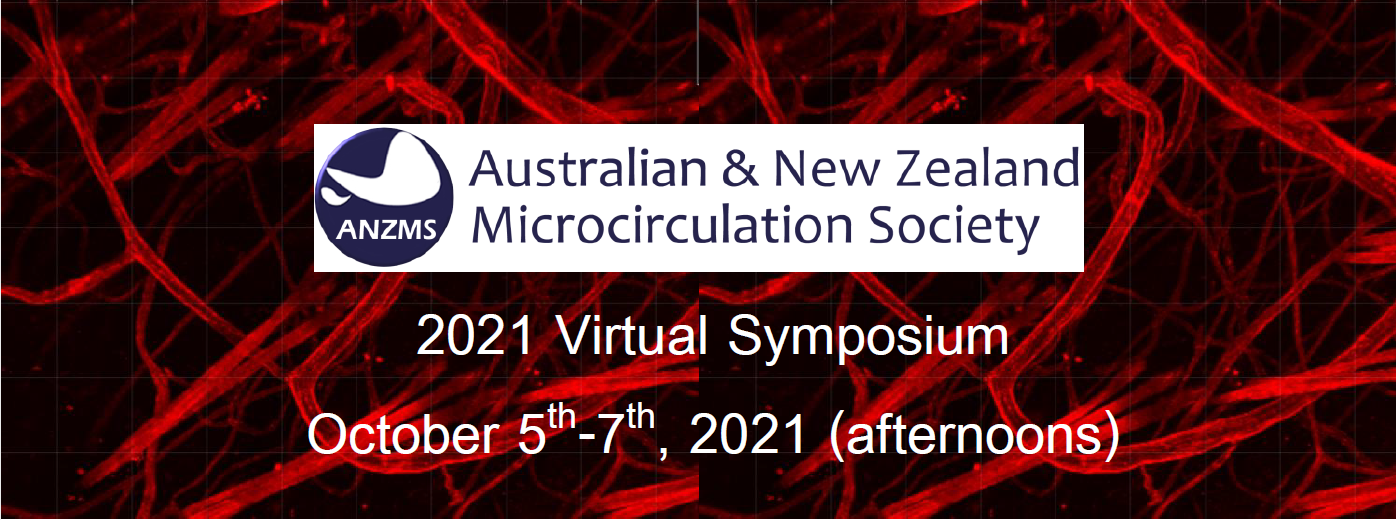 ANZMS
Australian & New Zealand
Microcirculation Society
2021 Virtual Symposium
October 5th-7th, 2021 (afternoons)